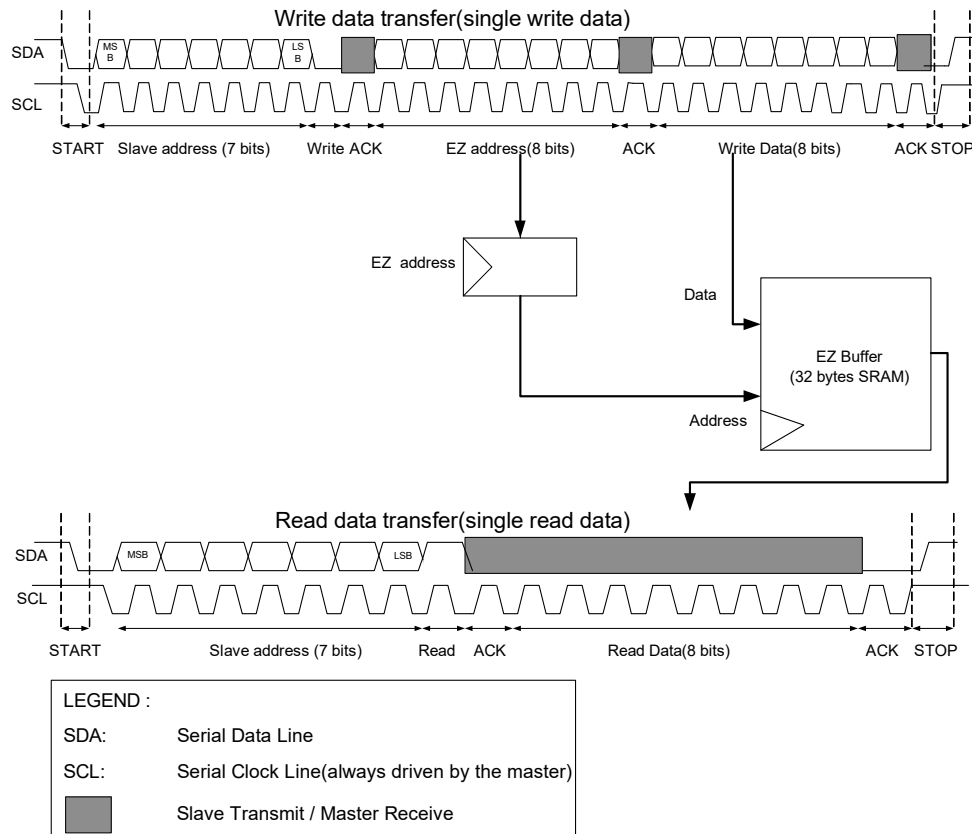 Write data transfer(single write data)
SDA
MS
B
LS
B
SCL
START Slave address (7 bits) Write ACK EZ address(8 bits) ACK Write Data(8 bits) ACK STOP
EZ address
Data
EZ Buffer
(32 bytes SRAM)
Address
Read data transfer(single read data)
SDA
MSB
LSB
SCL
START Slave address (7 bits) Read ACK Read Data(8 bits) ACK STOP
LEGEND :
SDA: Serial Data Line
SCL: Serial Clock Line(always driven by the master)
Slave Transmit / Master Receive